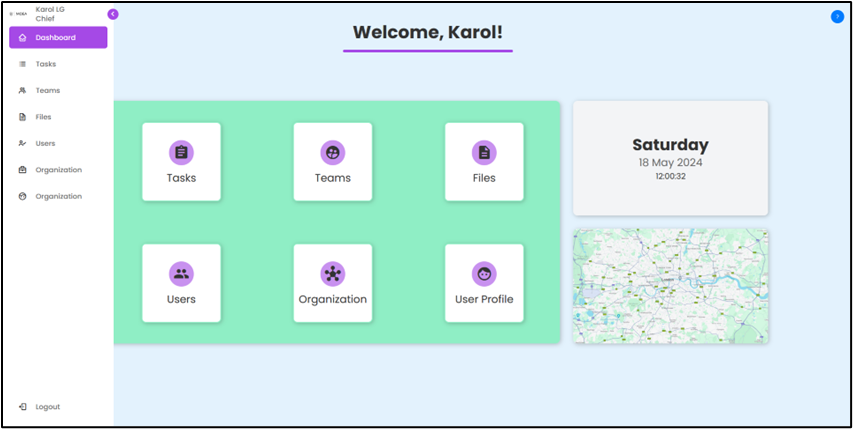 Karol LG
Chief
Dashboard
Tasks
Teams
Files
Users
Organization
Organization
Logout
Welcome, Karol!
?
Tasks
Teams
Files
Users
Organization
User Profile
Saturday
18 May 2024
12:00:32